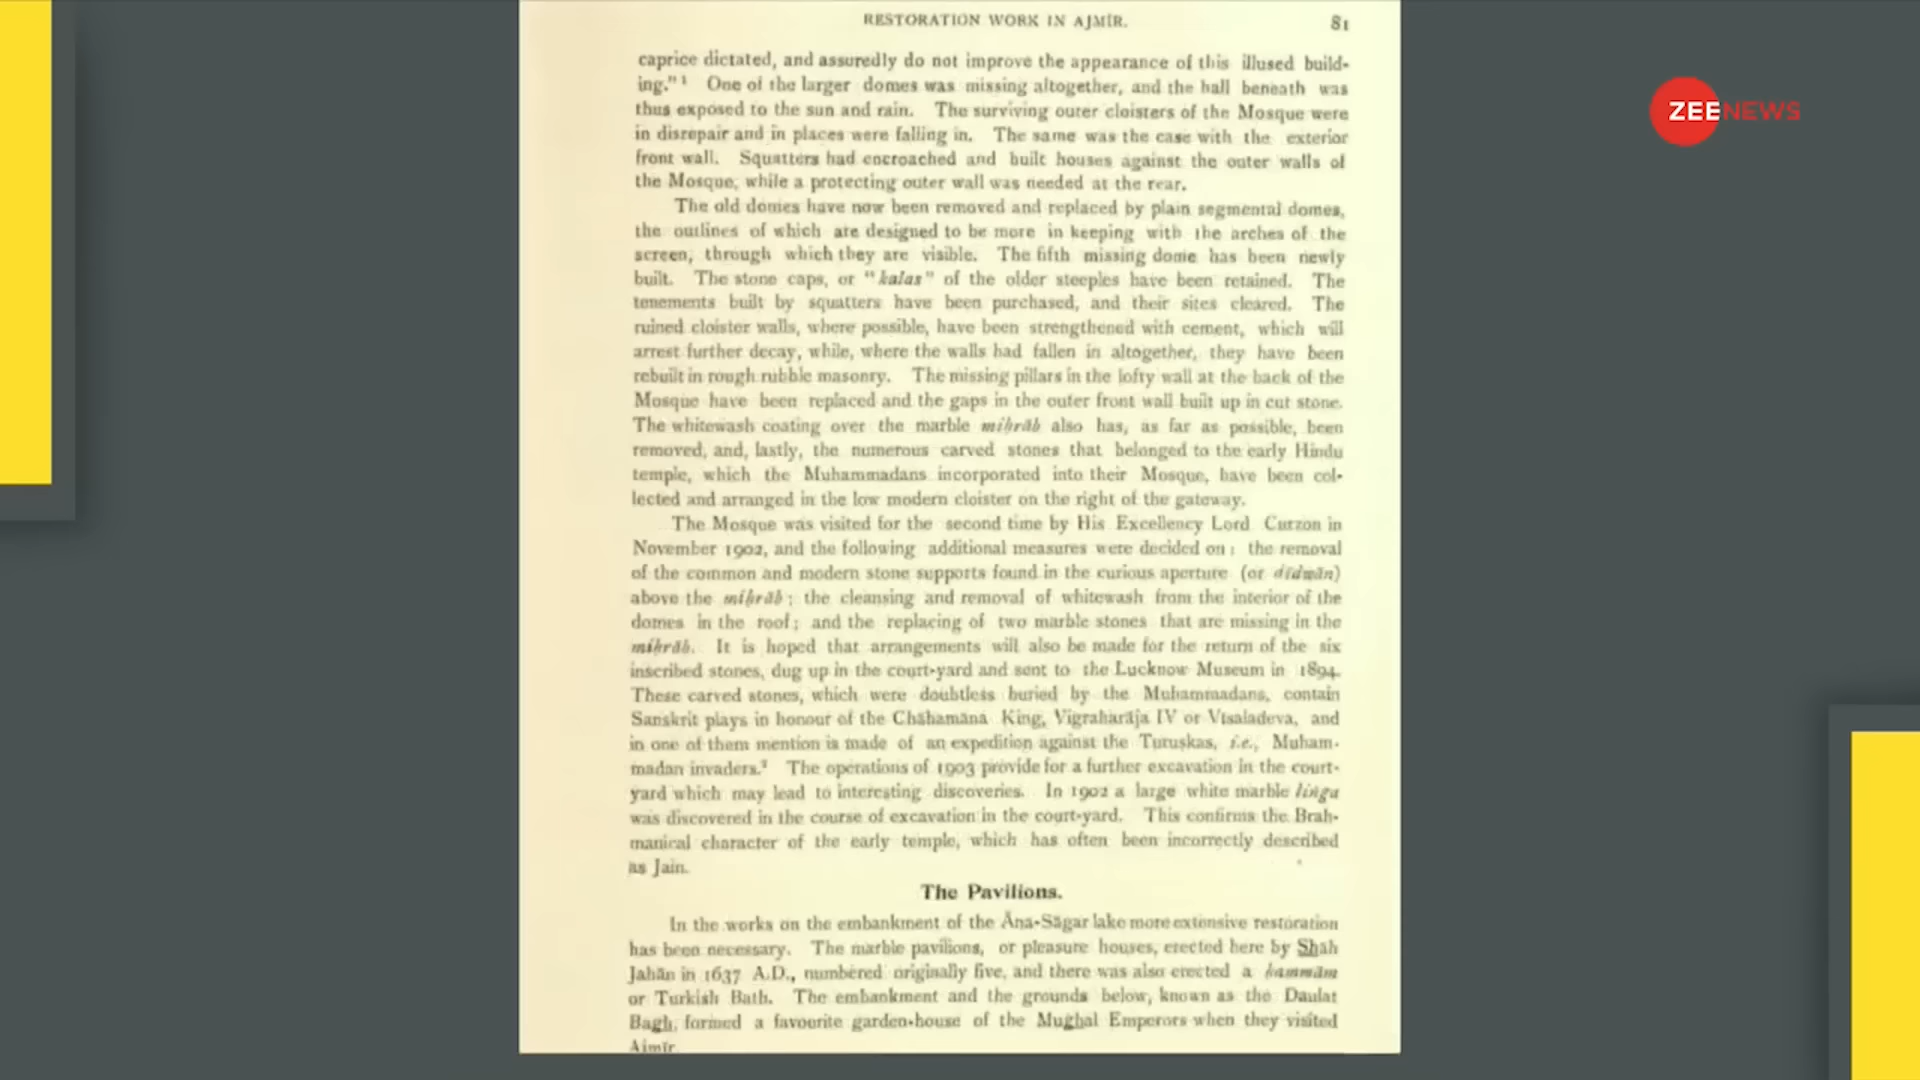 RESTORATION WORK IN AJMĪR. 81
ZEE NEWS
caprice dictated, and assuredly do not improve the appearance of this illused build-
ing."¹ One of the larger domes was missing altogether, and the hall beneath was
thus exposed to the sun and rain. The surviving outer cloisters of the Mosque were
in disrepair and in places were falling in. The same was the case with the exterior
front wall. Squatters had encroached and built houses against the outer walls of
the Mosque, while a protecting outer wall was needed at the rear.
The old domes have now been removed and replaced by plain segmental domes,
the outlines of which are designed to be more in keeping with the arches of the
screen, through which they are visible. The fifth missing dome has been newly
built. The stone caps, or "kalas" of the older steeples have been retained. The
tenements built by squatters have been purchased, and their sites cleared. The
ruined cloister walls, where possible, have been strengthened with cement, which will
arrest further decay, while, where the walls had fallen in altogether, they have been
rebuilt in rough rubble masonry. The missing pillars in the lofty wall at the back of the
Mosque have been replaced and the gaps in the outer front wall built up in cut stone.
The whitewash coating over the marble miḥrāb also has, as far as possible, been
removed, and, lastly, the numerous carved stones that belonged to the early Hindu
temple, which the Muhammadans incorporated into their Mosque, have been col-
lected and arranged in the low modern cloister on the right of the gateway.
The Mosque was visited for the second time by His Excellency Lord Curzon in
November 1902, and the following additional measures were decided on: the removal
of the common and modern stone supports found in the curious aperture (or dīdwān)
above the miḥrāb; the cleansing and removal of whitewash from the interior of the
domes in the roof; and the replacing of two marble stones that are missing in the
miḥrāb. It is hoped that arrangements will also be made for the return of the six
inscribed stones, dug up in the court-yard and sent to the Lucknow Museum in 1894.
These carved stones, which were doubtless buried by the Muhammadans, contain
Sanskrit plays in honour of the Chāhamāna King, Vigraharāja IV or Vīsaladeva, and
in one of them mention is made of an expedition against the Turuṣkas, i.e., Muham-
madan invaders.² The operations of 1903 provide for a further excavation in the court-
yard which may lead to interesting discoveries. In 1902 a large white marble liṅga
was discovered in the course of excavation in the court-yard. This confirms the Brah-
manical character of the early temple, which has often been incorrectly described
as Jain.
The Pavilions.
In the works on the embankment of the Āna-Sāgar lake more extensive restoration
has been necessary. The marble pavilions, or pleasure houses, erected here by Shāh
Jahān in 1637 A.D., numbered originally five, and there was also erected a ḥammām
or Turkish Bath. The embankment and the grounds below, known as the Daulat
Bagh, formed a favourite garden-house of the Mughal Emperors when they visited
Ajmīr.